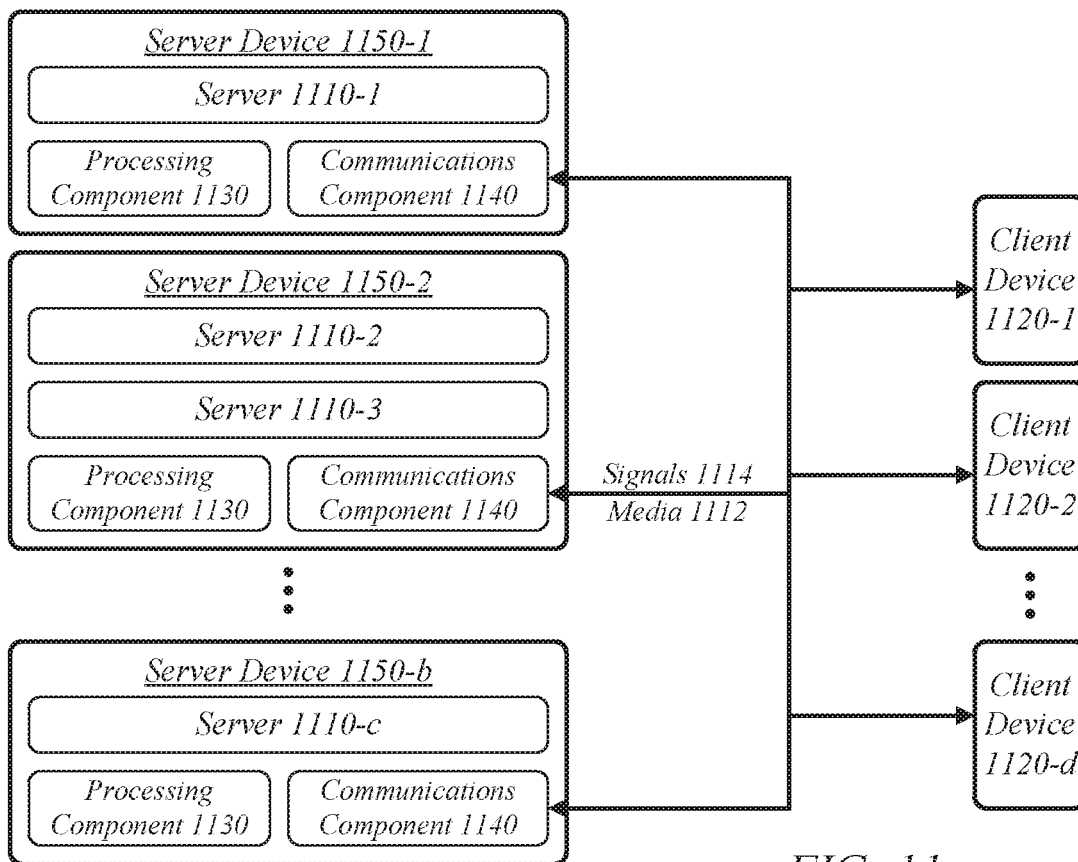 Server Device 1150-1
Server 1110-1
Processing
Component 1130
Communications
Component 1140
Server Device 1150-2
Server 1110-2
Server 1110-3
Processing
Component 1130
Communications
Component 1140
Signals 1114
Media 1112
Server Device 1150-b
Server 1110-c
Processing
Component 1130
Communications
Component 1140
Client
Device
1120-1
Client
Device
1120-2
Client
Device
1120-d
FIG. 11